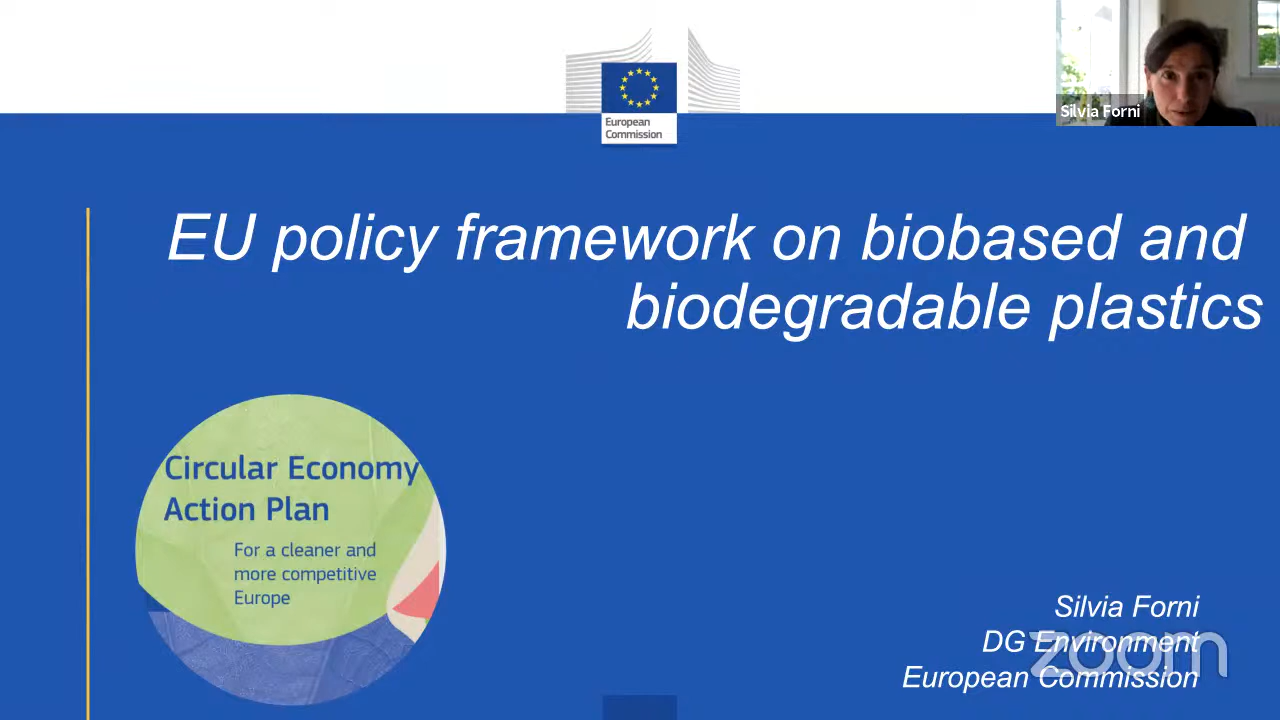 Silvia Forni
European
Commission
EU policy framework on biobased and
biodegradable plastics
Circular Economy
Action Plan
For a cleaner and
more competitive
Europe
Silvia Forni
DG Environment
European Commission
zoom